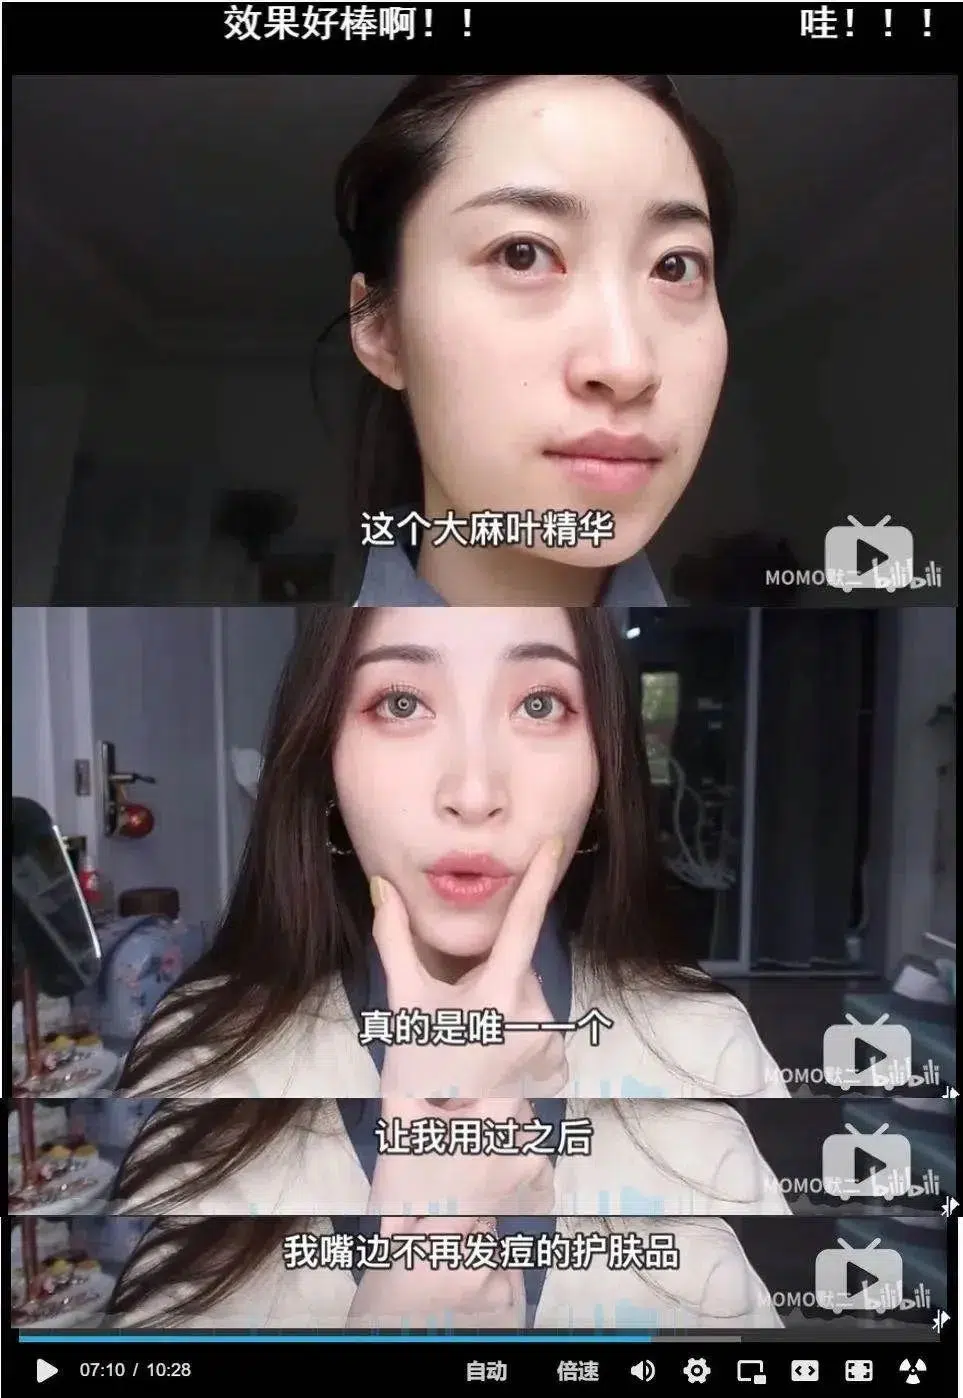 效果好棒啊！！
哇！！！
这个大麻叶精华
MOMO默二 bilibili
真的是唯一一个
MOMO默二 bilibili
让我用过之后
MOMO默二 bilibili
我嘴边不再发痘的护肤品
MOMO默二 bilibili
07:10 / 10:28
自动
倍速